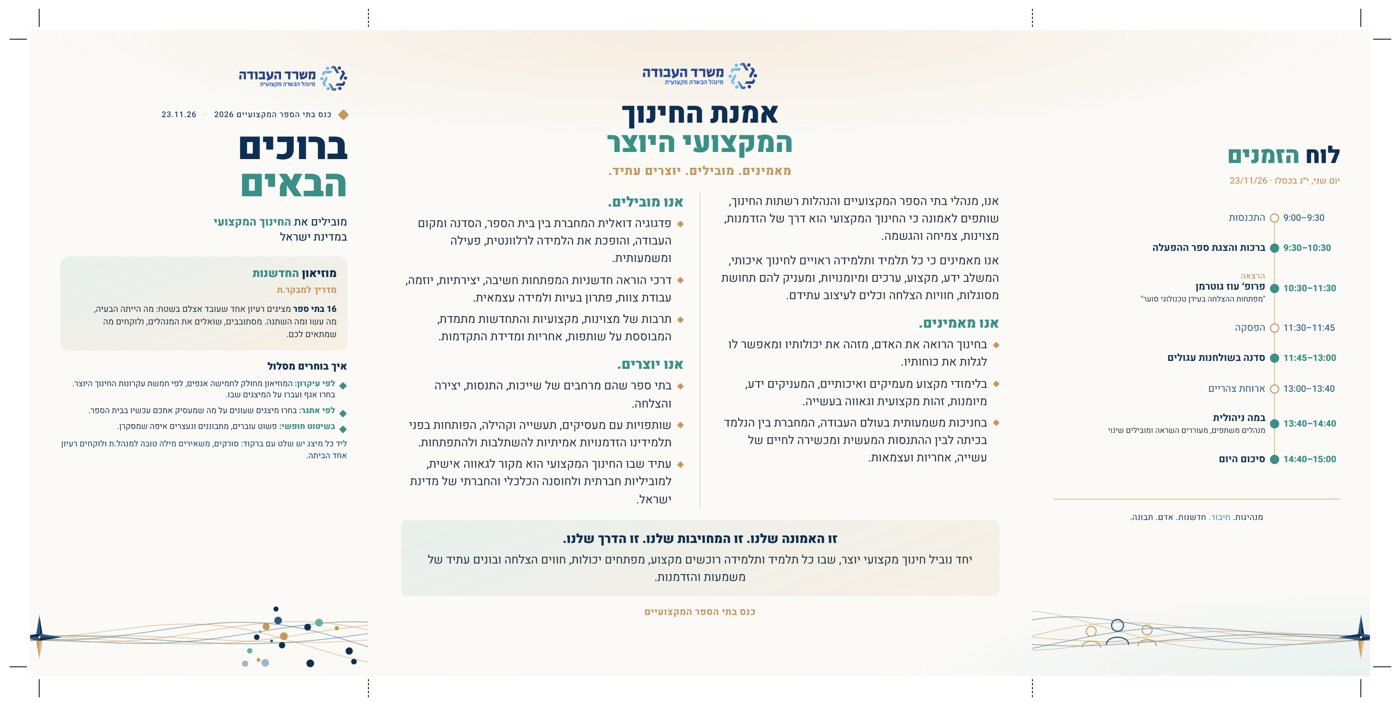 לוח הזמנים
יום שני, י״ג בכסלו · 23/11/26
9:00–9:30 התכנסות
9:30–10:30 ברכות והצגת ספר ההפעלה
הרצאה
10:30–11:30 פרופ׳ עוז גוטרמן
"מפתחות ההצלחה בעידן טכנולוגי סוער"
11:30–11:45 הפסקה
11:45–13:00 סדנה בשולחנות עגולים
13:00–13:40 ארוחת צהריים
13:40–14:40 במה ניהולית
מנהלים משתפים, מעוררים השראה ומובילים שינוי
14:40–15:00 סיכום היום
מנהיגות. חיבור. חדשנות. אדם. תבונה.
משרד העבודה
מינהל הכשרה מקצועית
אמנת החינוך
המקצועי היוצר
מאמינים. מובילים. יוצרים עתיד.
אנו, מנהלי בתי הספר המקצועיים והנהלות רשתות החינוך,
שותפים לאמונה כי החינוך המקצועי הוא דרך של הזדמנות,
מצוינות, צמיחה והגשמה.
אנו מאמינים כי כל תלמיד ותלמידה ראויים לחינוך איכותי,
המשלב ידע, מקצוע, ערכים ומיומנויות, ומעניק להם תחושת
מסוגלות, חוויות הצלחה וכלים לעיצוב עתידם.
אנו מאמינים.
בחינוך הרואה את האדם, מזהה את יכולותיו ומאפשר לו
לגלות את כוחותיו.
בלימודי מקצוע מעמיקים ואיכותיים, המעניקים ידע,
מיומנות, זהות מקצועית וגאווה בעשייה.
בחניכות משמעותית בעולם העבודה, המחברת בין הנלמד
בכיתה לבין ההתנסות המעשית ומכשירה לחיים של
עשייה, אחריות ועצמאות.
אנו מובילים.
פדגוגיה דואלית המחברת בין בית הספר, הסדנה ומקום
העבודה, והופכת את הלמידה לרלוונטית, פעילה
ומשמעותית.
דרכי הוראה חדשניות המפתחות חשיבה, יצירתיות, יוזמה,
עבודת צוות, פתרון בעיות ולמידה עצמאית.
תרבות של מצוינות, מקצועיות והתחדשות מתמדת,
המבוססת על שותפות, אחריות ומדידת התקדמות.
אנו יוצרים.
בתי ספר שהם מרחבים של שייכות, התנסות, יצירה
והצלחה.
שותפויות עם מעסיקים, תעשייה וקהילה, הפותחות בפני
תלמידינו הזדמנויות אמיתיות להשתלבות ולהתפתחות.
עתיד שבו החינוך המקצועי הוא מקור לגאווה אישית,
למוביליות חברתית ולחוסנה הכלכלי והחברתי של מדינת
ישראל.
זו האמונה שלנו. זו המחויבות שלנו. זו הדרך שלנו.
יחד נוביל חינוך מקצועי יוצר, שבו כל תלמיד ותלמידה רוכשים מקצוע, מפתחים יכולות, חווים הצלחה ובונים עתיד של
משמעות והזדמנות.
כנס בתי הספר המקצועיים
משרד העבודה
מינהל הכשרה מקצועית
כנס בתי הספר המקצועיים 2026 · 23.11.26
ברוכים
הבאים
מובילים את החינוך המקצועי
במדינת ישראל
מוזיאון החדשנות
מדריך למבקר.ת
16 בתי ספר מציגים רעיון אחד שעובד אצלם בשטח: מה הייתה הבעיה,
מה עשו ומה השתנה. מסתובבים, שואלים את המנהלים, ולוקחים מה
שמתאים לכם.
איך בוחרים מסלול
לפי עיקרון: המוזיאון מחולק לחמישה אגפים, לפי חמשת עקרונות החינוך היוצר.
בחרו אגף ועברו על המיצגים שבו.
לפי אתגר: בחרו מיצגים שעונים על מה שמעסיק אתכם עכשיו בבית הספר.
בשיטוט חופשי: פשוט עוברים, מתבוננים ונעצרים איפה שמסקרן.
ליד כל מיצג יש שלט עם ברקוד: סורקים, משאירים מילה טובה למנהל.ת ולוקחים רעיון
אחד הביתה.